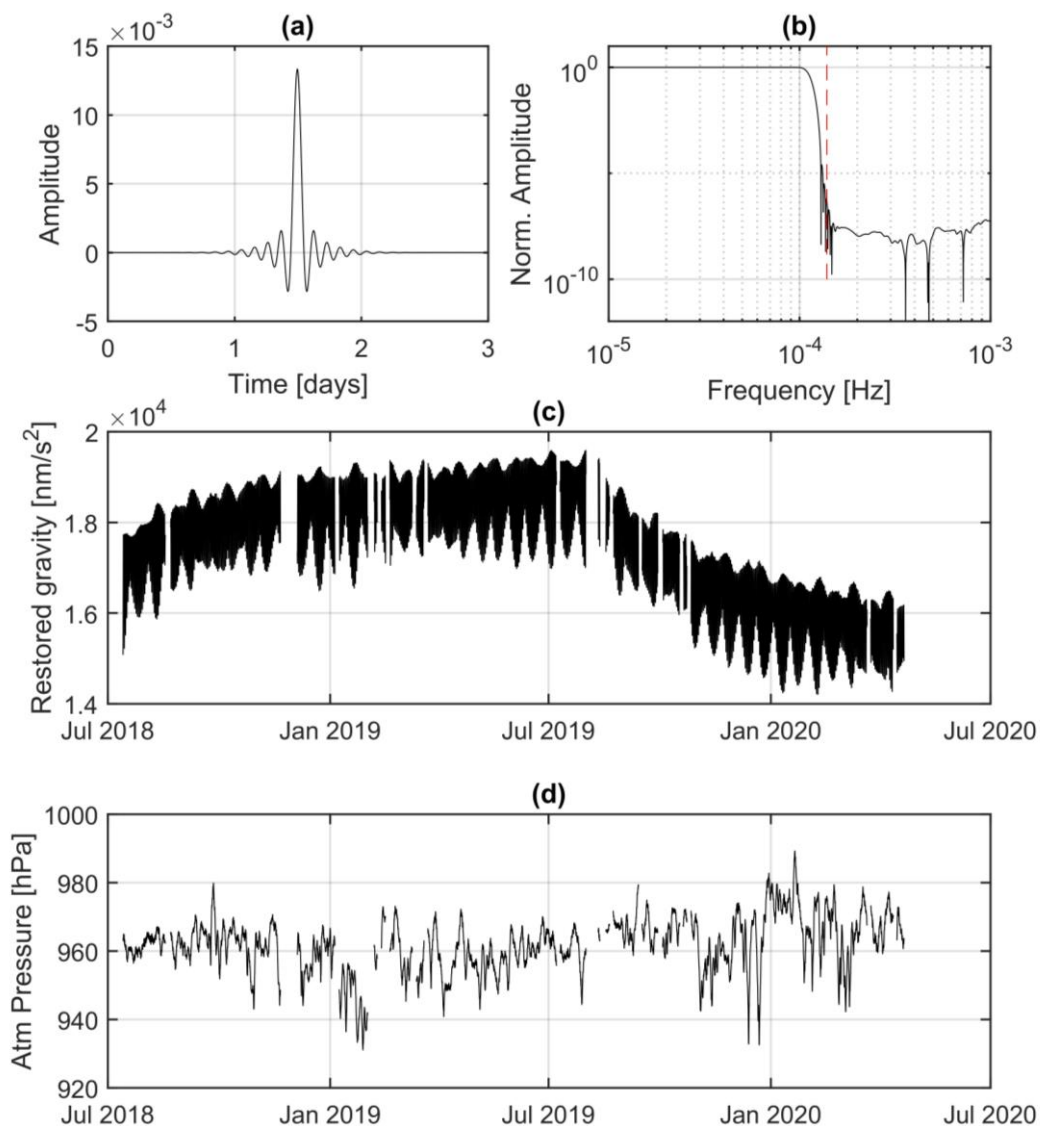 (a)
×10⁻³
15
10
5
0
-5
Amplitude
0 1 2 3
Time [days]
(b)
10⁰
10⁻¹⁰
Norm. Amplitude
10⁻⁵ 10⁻⁴ 10⁻³
Frequency [Hz]
(c)
×10⁴
2
1.8
1.6
1.4
Restored gravity [nm/s²]
Jul 2018 Jan 2019 Jul 2019 Jan 2020 Jul 2020
(d)
1000
980
960
940
920
Atm Pressure [hPa]
Jul 2018 Jan 2019 Jul 2019 Jan 2020 Jul 2020